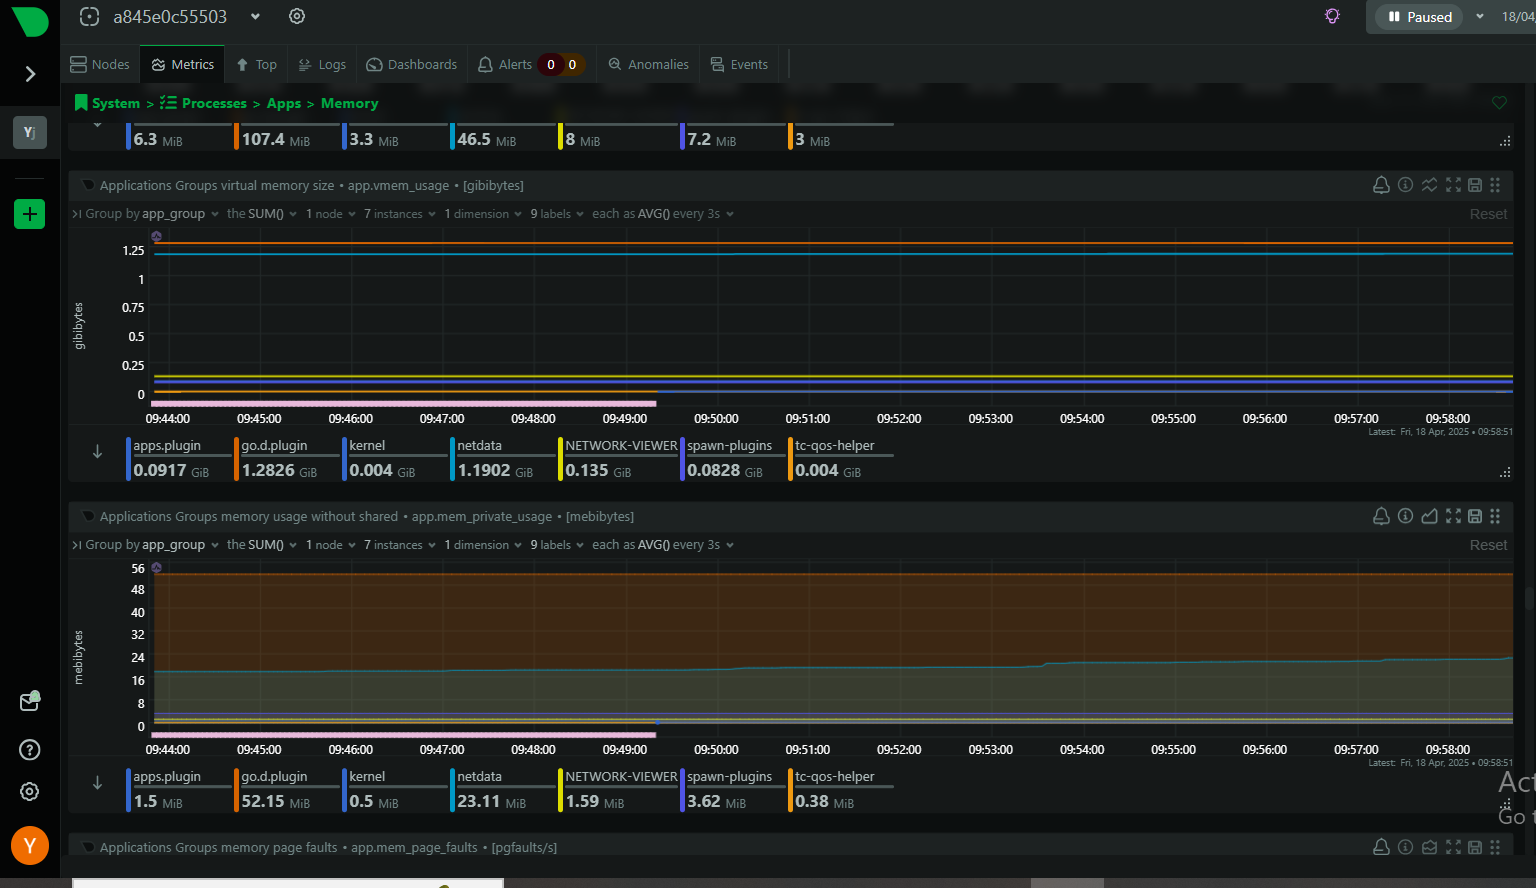 a845e0c55503
Paused
18/04
Nodes Metrics Top Logs Dashboards Alerts 0 0 Anomalies Events
System > Processes > Apps > Memory
Yj
6.3 MiB 107.4 MiB 3.3 MiB 46.5 MiB 8 MiB 7.2 MiB 3 MiB
Applications Groups virtual memory size • app.vmem_usage • [gibibytes]
Group by app_group the SUM() 1 node 7 instances 1 dimension 9 labels each as AVG() every 3s Reset
gibibytes
1.25
1
0.75
0.5
0.25
0
09:44:00 09:45:00 09:46:00 09:47:00 09:48:00 09:49:00 09:50:00 09:51:00 09:52:00 09:53:00 09:54:00 09:55:00 09:56:00 09:57:00 09:58:00
Latest: Fri, 18 Apr, 2025 • 09:58:51
apps.plugin go.d.plugin kernel netdata NETWORK-VIEWER spawn-plugins tc-qos-helper
0.0917 GiB 1.2826 GiB 0.004 GiB 1.1902 GiB 0.135 GiB 0.0828 GiB 0.004 GiB
Applications Groups memory usage without shared • app.mem_private_usage • [mebibytes]
Group by app_group the SUM() 1 node 7 instances 1 dimension 9 labels each as AVG() every 3s Reset
mebibytes
56
48
40
32
24
16
8
0
09:44:00 09:45:00 09:46:00 09:47:00 09:48:00 09:49:00 09:50:00 09:51:00 09:52:00 09:53:00 09:54:00 09:55:00 09:56:00 09:57:00 09:58:00
Latest: Fri, 18 Apr, 2025 • 09:58:51
apps.plugin go.d.plugin kernel netdata NETWORK-VIEWER spawn-plugins tc-qos-helper
1.5 MiB 52.15 MiB 0.5 MiB 23.11 MiB 1.59 MiB 3.62 MiB 0.38 MiB
Act
Go t
Y
Applications Groups memory page faults • app.mem_page_faults • [pgfaults/s]